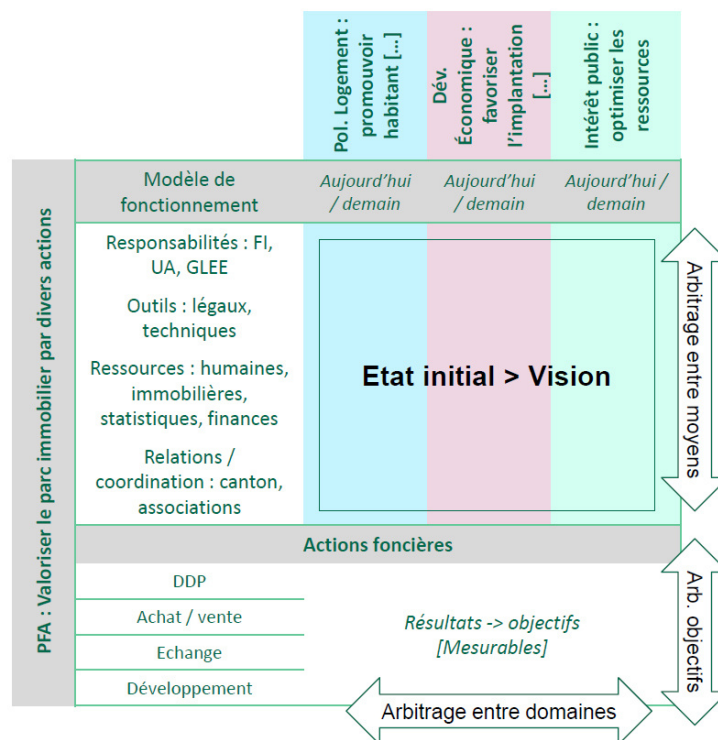 Pol. Logement :
promouvoir
habitant [...]
Dév.
Économique :
favoriser
l'implantation
[...]
Intérêt public :
optimiser les
ressources
PFA : Valoriser le parc immobilier par divers actions
Modèle de
fonctionnement
Aujourd'hui
/ demain
Aujourd'hui
/ demain
Aujourd'hui /
demain
Responsabilités : FI,
UA, GLEE
Outils : légaux,
techniques
Ressources : humaines,
immobilières,
statistiques, finances
Relations /
coordination : canton,
associations
Etat initial > Vision
Arbitrage entre moyens
Actions foncières
DDP
Achat / vente
Echange
Développement
Résultats -> objectifs
[Mesurables]
Arb. objectifs
Arbitrage entre domaines